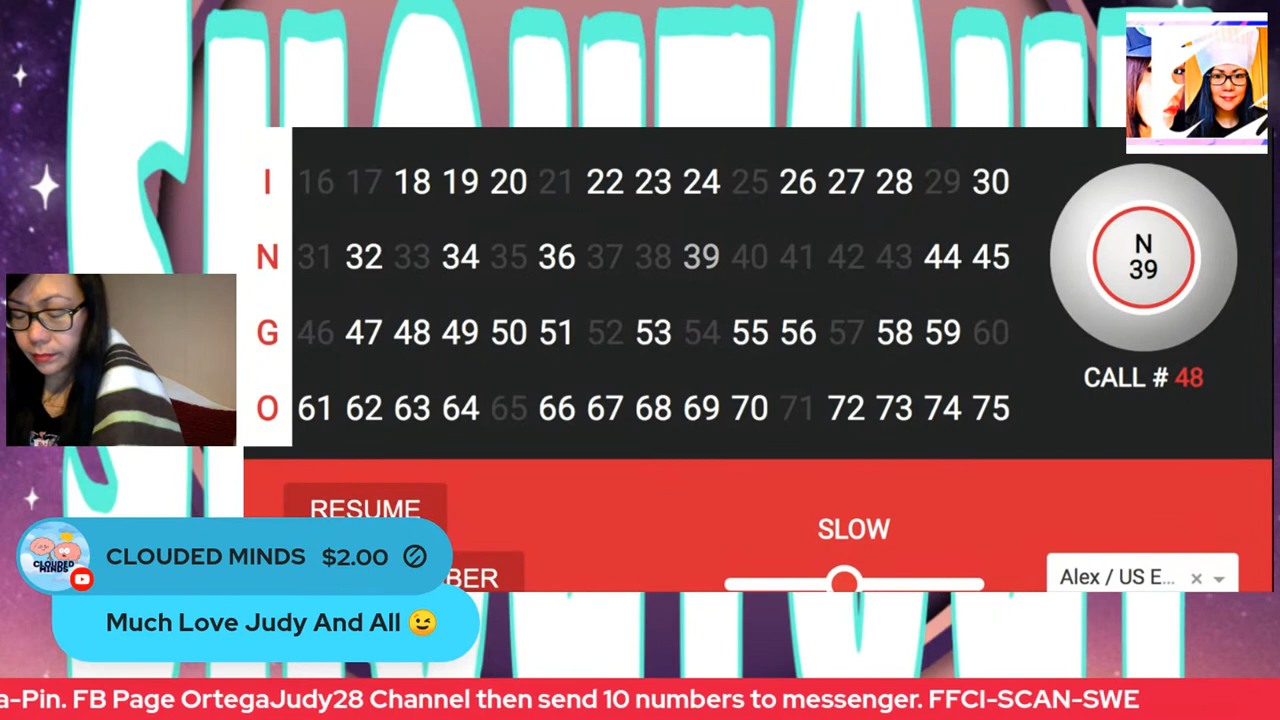 I 16 17 18 19 20 21 22 23 24 25 26 27 28 29 30
N 31 32 33 34 35 36 37 38 39 40 41 42 43 44 45
G 46 47 48 49 50 51 52 53 54 55 56 57 58 59 60
O 61 62 63 64 65 66 67 68 69 70 71 72 73 74 75
N
39
CALL # 48
RESUME
BER
SLOW
Alex / US E...
CLOUDED MINDS $2.00
CLOUDED
MINDS
Much Love Judy And All 😉
a-Pin. FB Page OrtegaJudy28 Channel then send 10 numbers to messenger. FFCI-SCAN-SWE